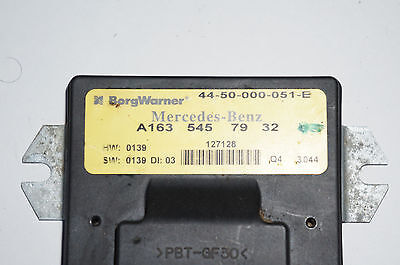 BorgWarner 44-50-000-051-E
Mercedes-Benz
A163 545 79 32
HW: 0139 127128
SW: 0139 DI: 03 Q4 3044
>PBT-GF30<